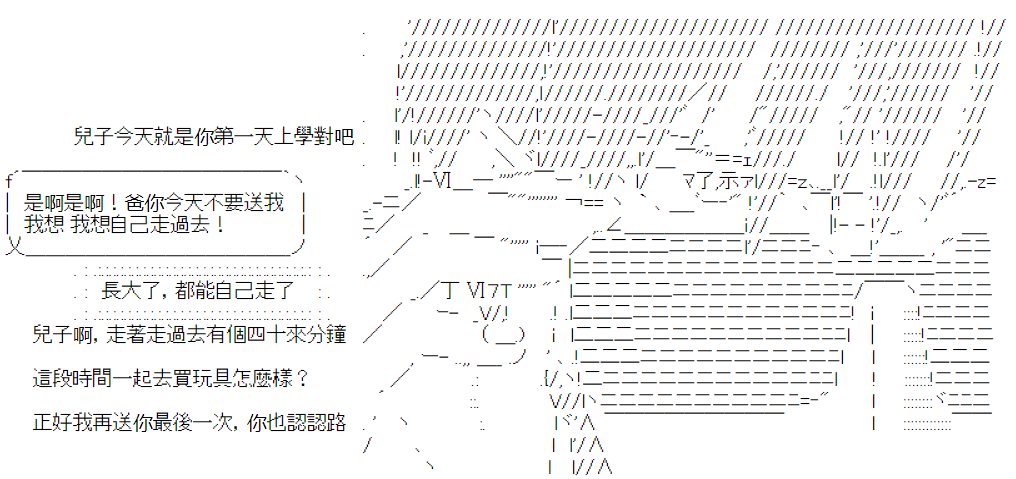 兒子今天就是你第一天上學對吧
是啊是啊！爸你今天不要送我
我想 我想自己走過去！
長大了, 都能自己走了
兒子啊, 走著走過去有個四十來分鐘
這段時間一起去買玩具怎麼樣？
正好我再送你最後一次, 你也認認路